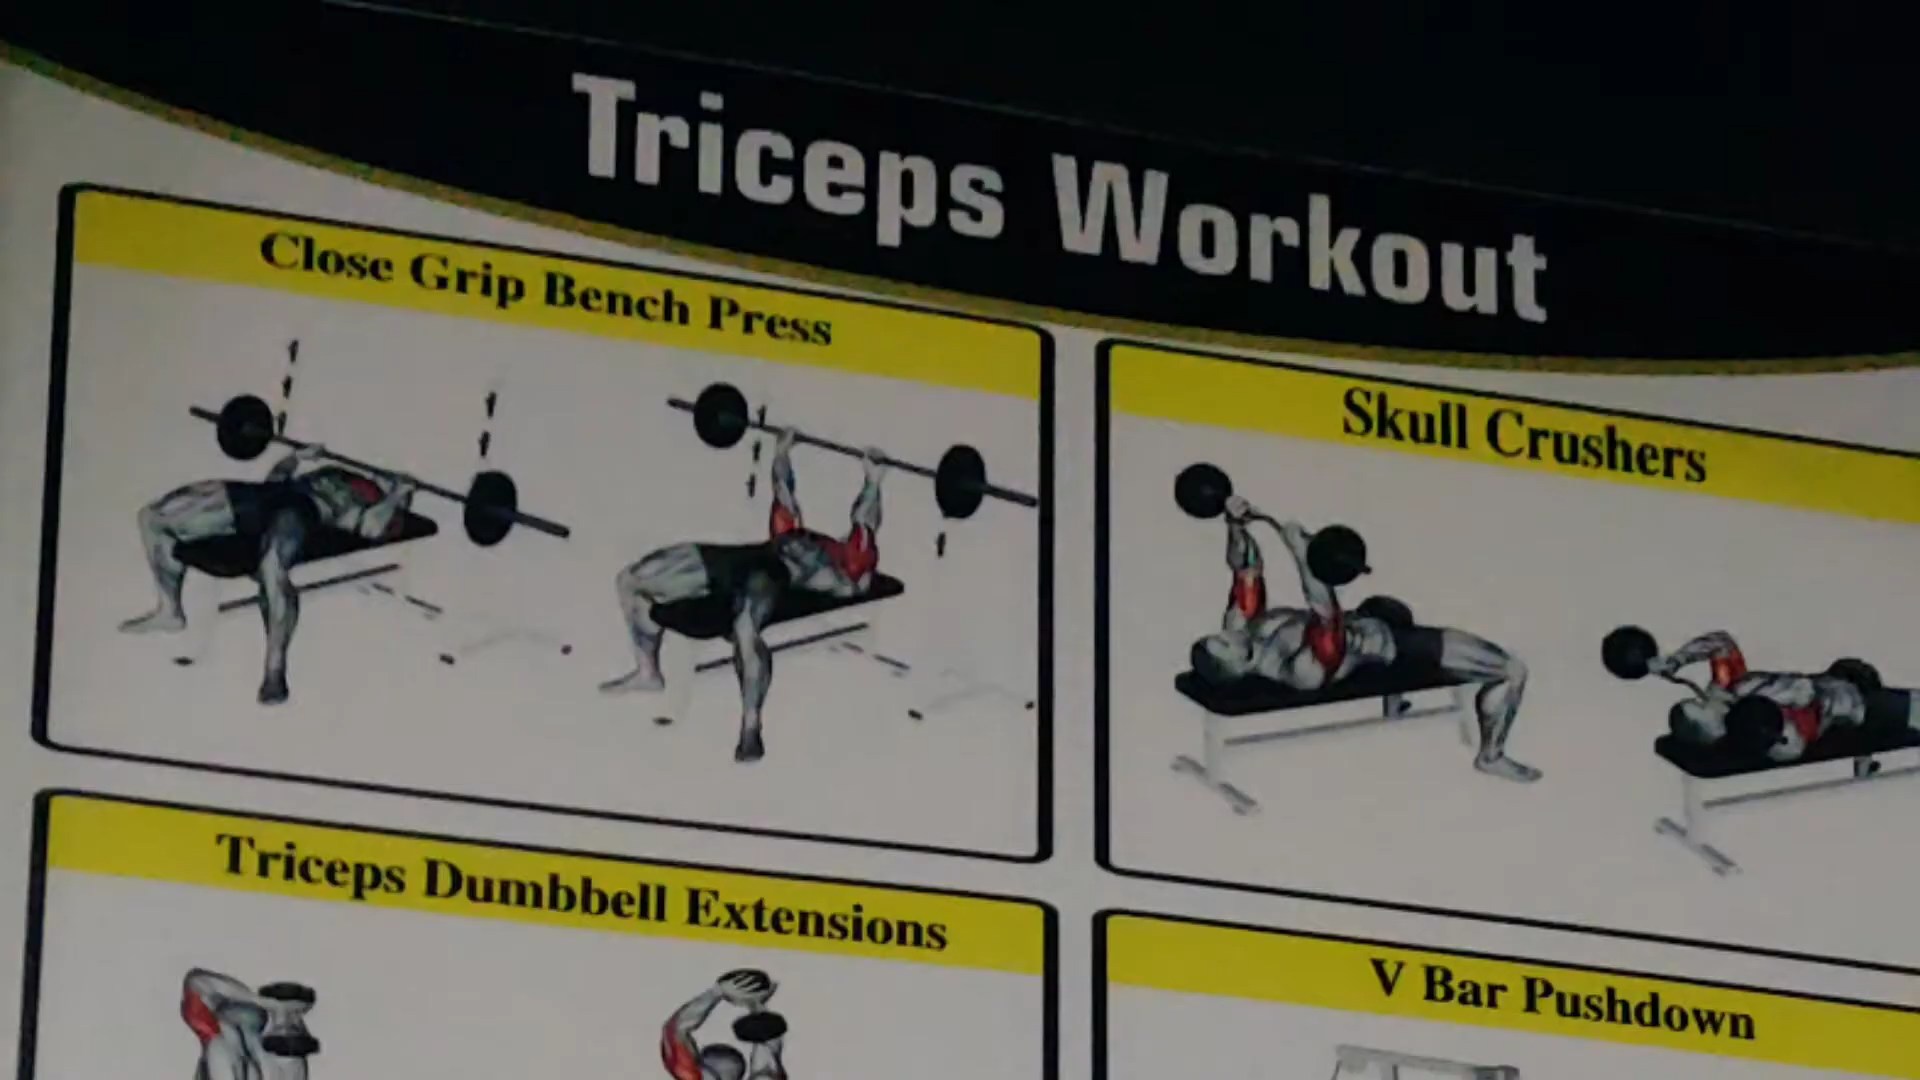 Triceps Workout
Close Grip Bench Press
Skull Crushers
Triceps Dumbbell Extensions
V Bar Pushdown